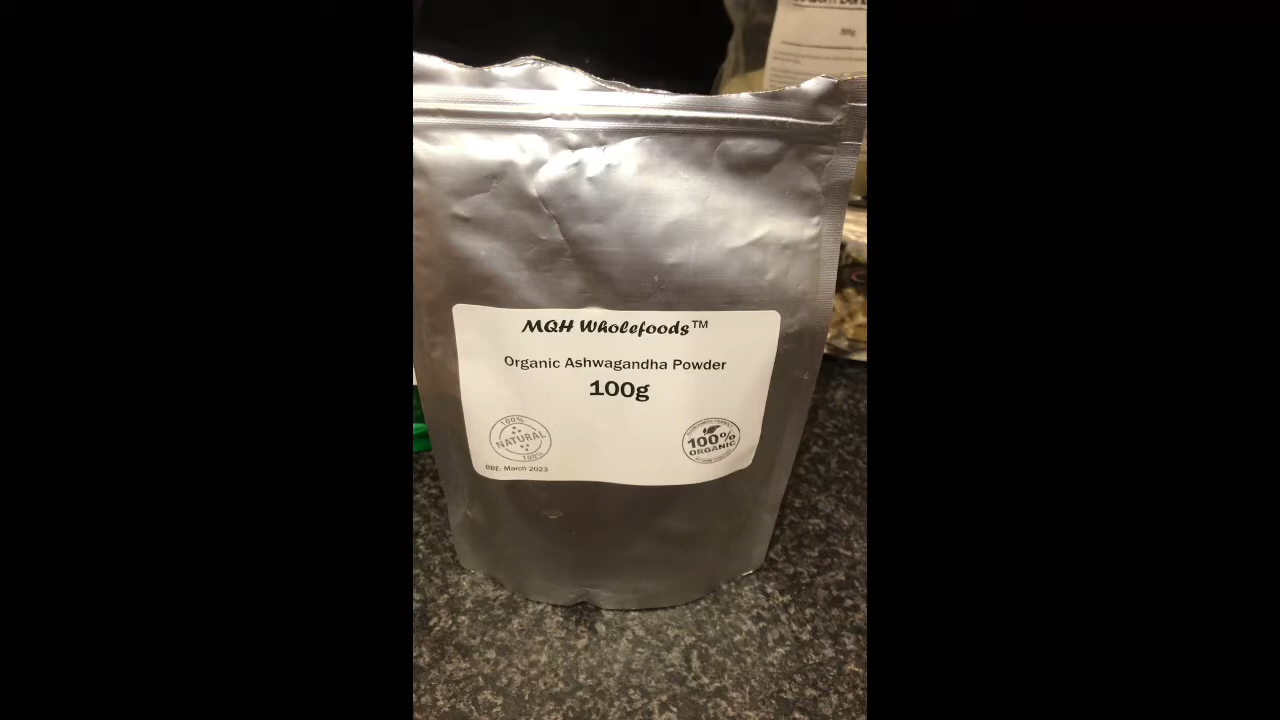 MQH Wholefoods™
Organic Ashwagandha Powder
100g
100%
NATURAL
100%
100%
ORGANIC
BBE: March 2023